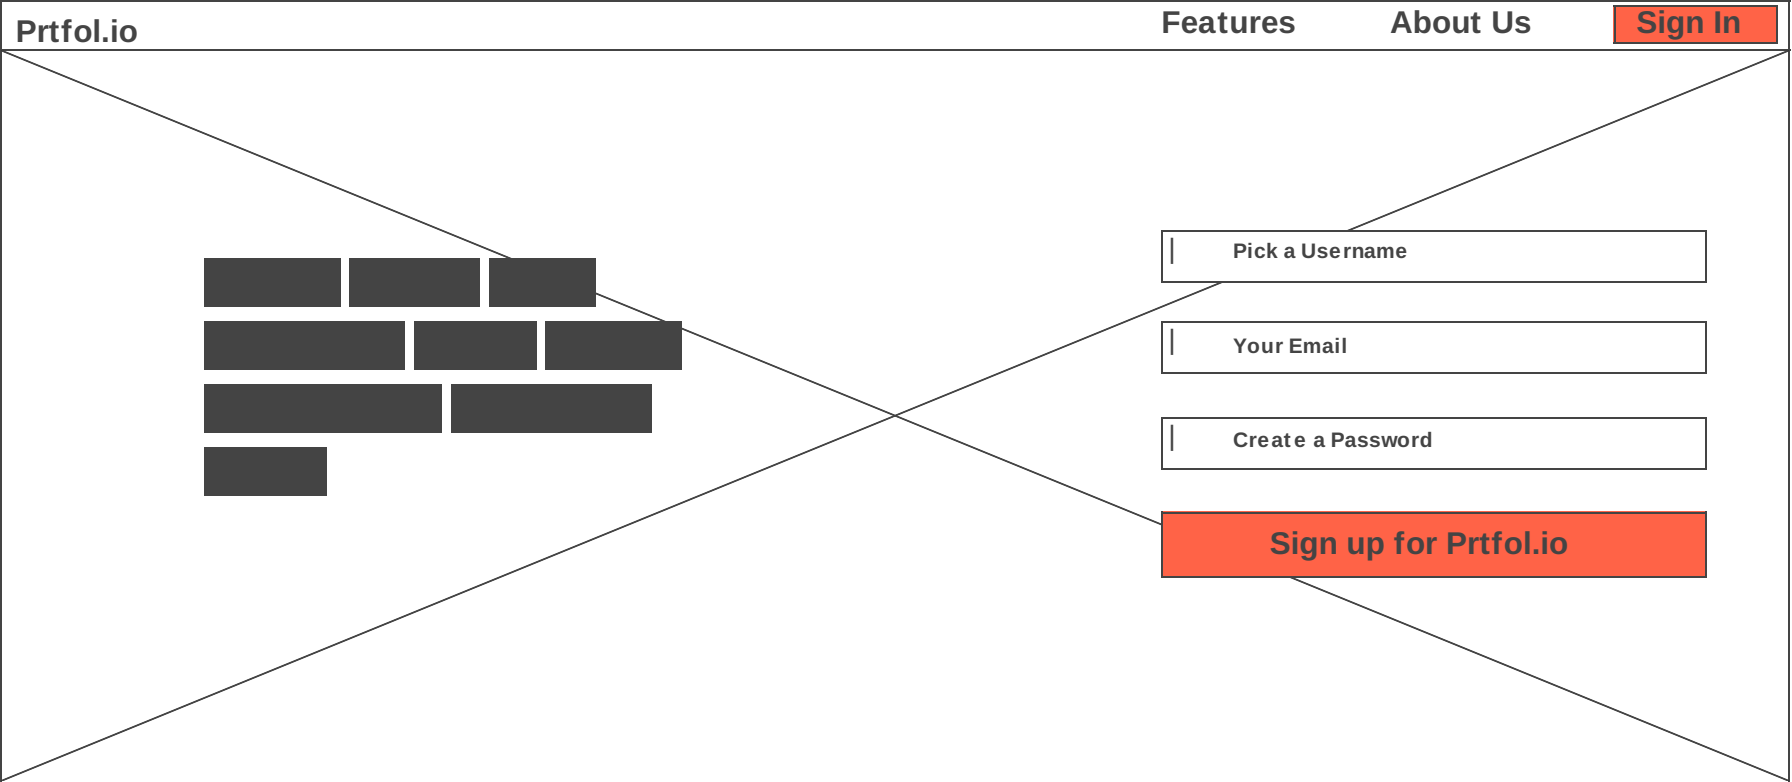 Prtfol.io
Features
About Us
Sign In
Pick a Username
Your Email
Create a Password
Sign up for Prtfol.io